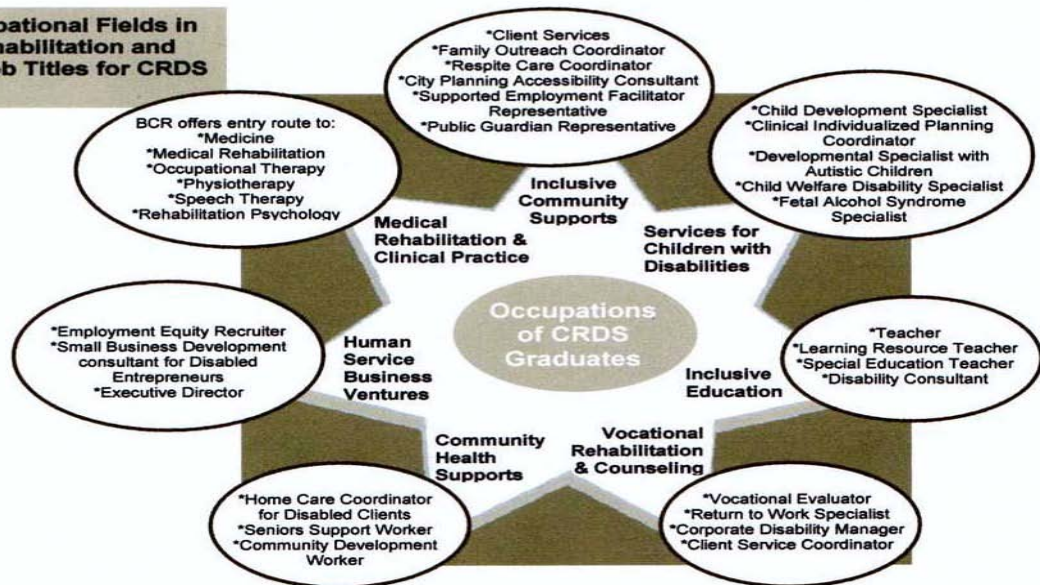 pational Fields in
habilitation and
ob Titles for CRDS
*Client Services
*Family Outreach Coordinator
*Respite Care Coordinator
*City Planning Accessibility Consultant
*Supported Employment Facilitator
Representative
*Public Guardian Representative
BCR offers entry route to:
*Medicine
*Medical Rehabilitation
*Occupational Therapy
*Physiotherapy
*Speech Therapy
*Rehabilitation Psychology
*Child Development Specialist
*Clinical Individualized Planning
Coordinator
*Developmental Specialist with
Autistic Children
*Child Welfare Disability Specialist
*Fetal Alcohol Syndrome
Specialist
Inclusive
Community
Supports
Medical
Rehabilitation &
Clinical Practice
Services for
Children with
Disabilities
Occupations
of CRDS
Graduates
*Employment Equity Recruiter
*Small Business Development
consultant for Disabled
Entrepreneurs
*Executive Director
Human
Service
Business
Ventures
Inclusive
Education
*Teacher
*Learning Resource Teacher
*Special Education Teacher
*Disability Consultant
Community
Health
Supports
Vocational
Rehabilitation
& Counseling
*Home Care Coordinator
for Disabled Clients
*Seniors Support Worker
*Community Development
Worker
*Vocational Evaluator
*Return to Work Specialist
*Corporate Disability Manager
*Client Service Coordinator